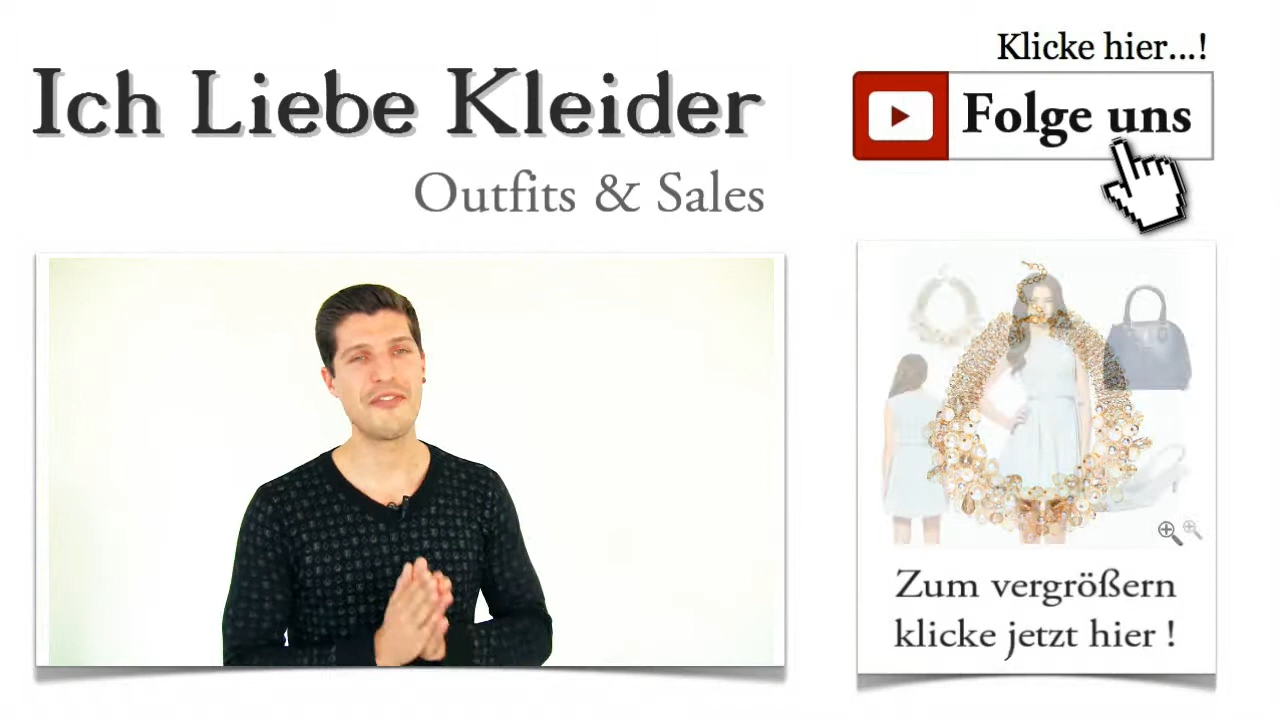 Klicke hier...!
Ich Liebe Kleider
Folge uns
Outfits & Sales
Zum vergrößern
klicke jetzt hier !